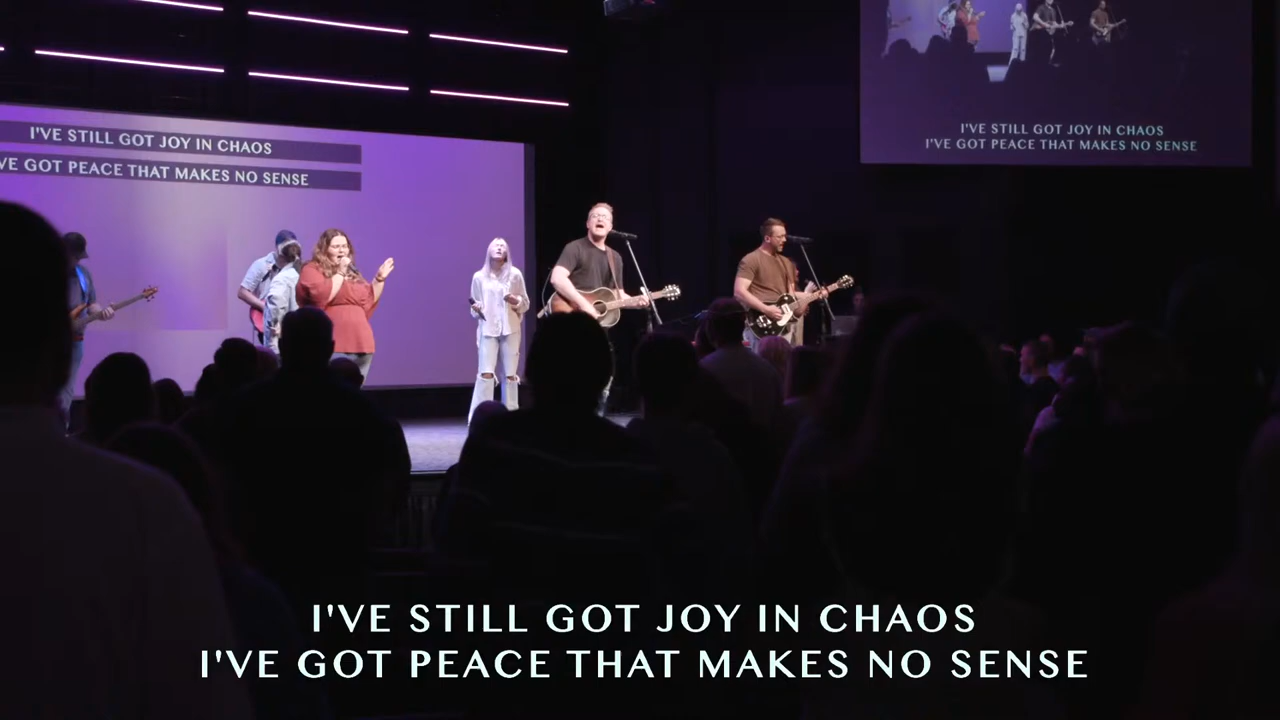 I'VE STILL GOT JOY IN CHAOS
VE GOT PEACE THAT MAKES NO SENSE
I'VE STILL GOT JOY IN CHAOS
I'VE GOT PEACE THAT MAKES NO SENSE
I'VE STILL GOT JOY IN CHAOS
I'VE GOT PEACE THAT MAKES NO SENSE